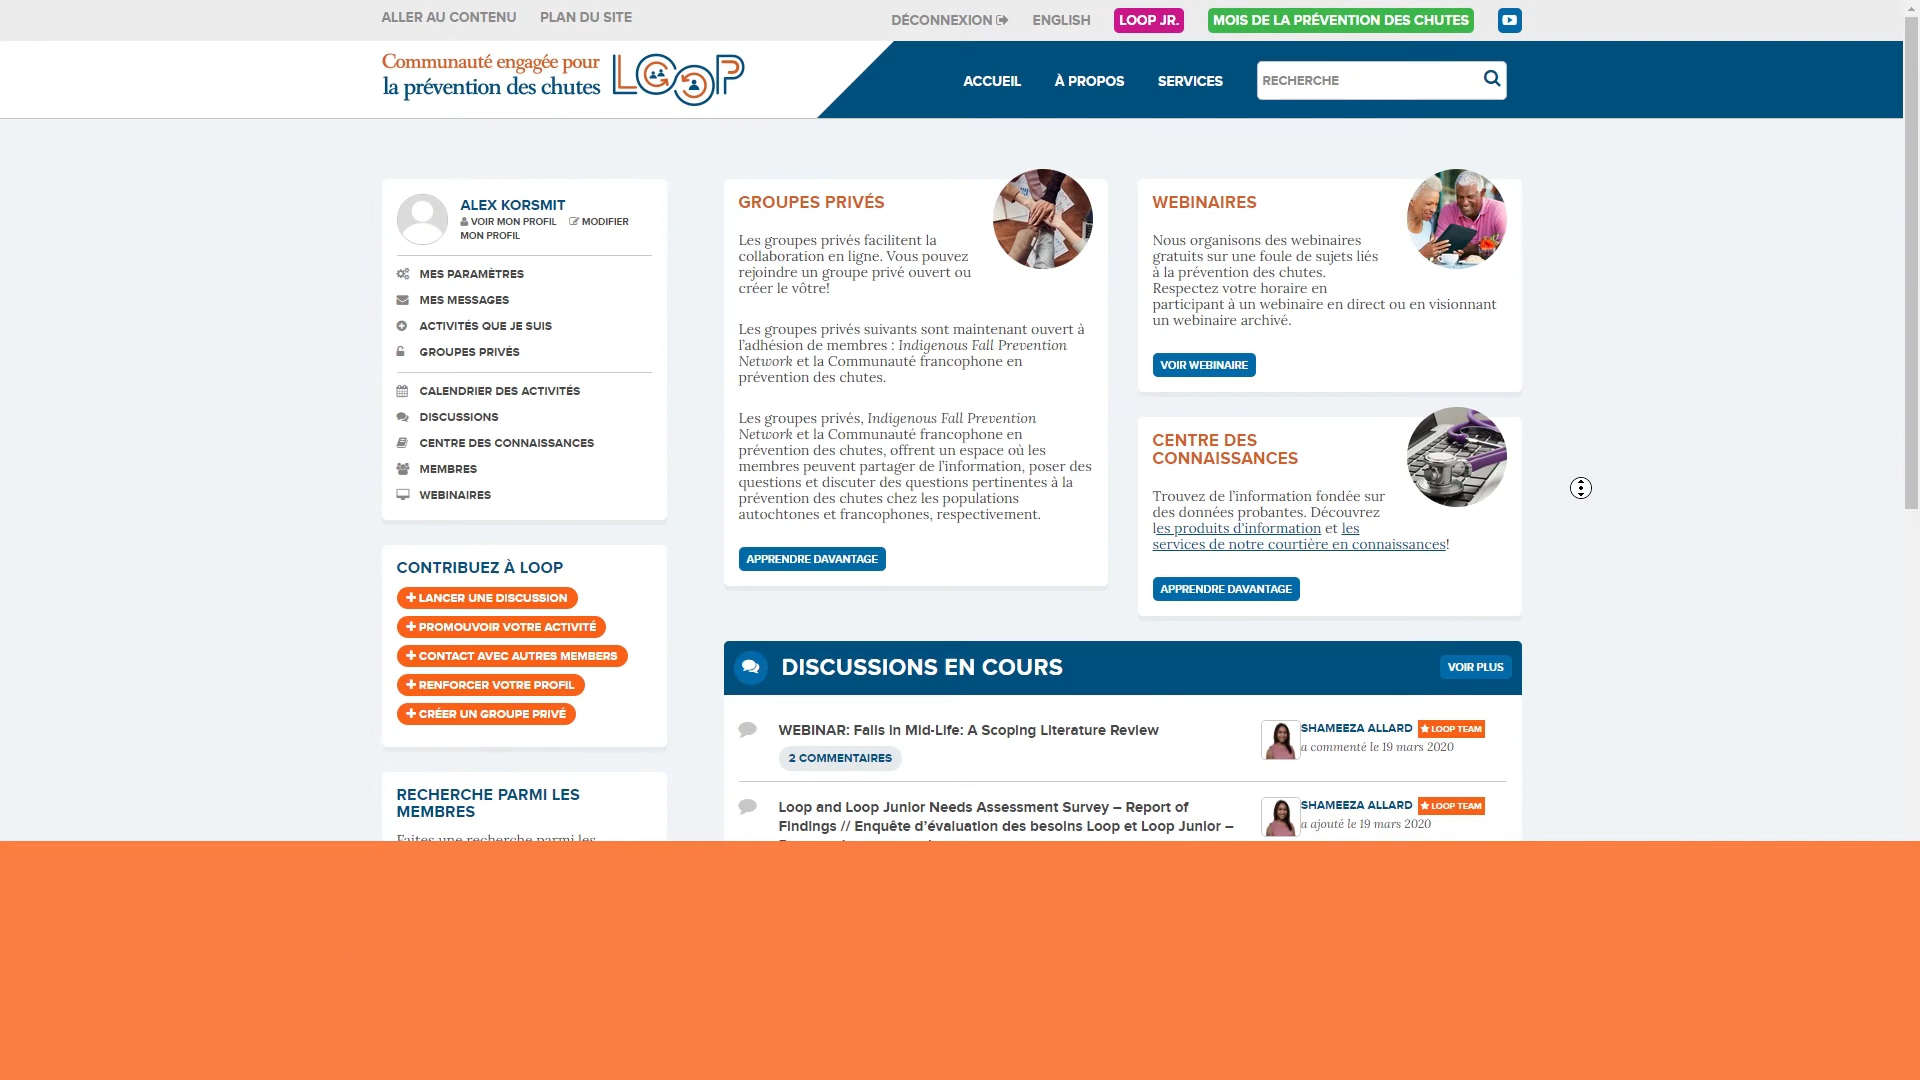 ALLER AU CONTENU PLAN DU SITE
DÉCONNEXION ENGLISH LOOP JR. MOIS DE LA PRÉVENTION DES CHUTES
Communauté engagée pour
la prévention des chutes LOOP
ACCUEIL À PROPOS SERVICES RECHERCHE
ALEX KORSMIT
VOIR MON PROFIL MODIFIER
MON PROFIL
MES PARAMÈTRES
MES MESSAGES
ACTIVITÉS QUE JE SUIS
GROUPES PRIVÉS
CALENDRIER DES ACTIVITÉS
DISCUSSIONS
CENTRE DES CONNAISSANCES
MEMBRES
WEBINAIRES
CONTRIBUEZ À LOOP
LANCER UNE DISCUSSION
PROMOUVOIR VOTRE ACTIVITÉ
CONTACT AVEC AUTRES MEMBERS
RENFORCER VOTRE PROFIL
CRÉER UN GROUPE PRIVÉ
RECHERCHE PARMI LES
MEMBRES
Faites une recherche parmi les
GROUPES PRIVÉS
Les groupes privés facilitent la
collaboration en ligne. Vous pouvez
rejoindre un groupe privé ouvert ou
créer le vôtre!
Les groupes privés suivants sont maintenant ouvert à
l'adhésion de membres : Indigenous Fall Prevention
Network et la Communauté francophone en
prévention des chutes.
Les groupes privés, Indigenous Fall Prevention
Network et la Communauté francophone en
prévention des chutes, offrent un espace où les
membres peuvent partager de l'information, poser des
questions et discuter des questions pertinentes à la
prévention des chutes chez les populations
autochtones et francophones, respectivement.
APPRENDRE DAVANTAGE
WEBINAIRES
Nous organisons des webinaires
gratuits sur une foule de sujets liés
à la prévention des chutes.
Respectez votre horaire en
participant à un webinaire en direct ou en visionnant
un webinaire archivé.
VOIR WEBINAIRE
CENTRE DES
CONNAISSANCES
Trouvez de l'information fondée sur
des données probantes. Découvrez
les produits d'information et les
services de notre courtière en connaissances!
APPRENDRE DAVANTAGE
DISCUSSIONS EN COURS
VOIR PLUS
WEBINAR: Falls in Mid-Life: A Scoping Literature Review
2 COMMENTAIRES
SHAMEEZA ALLARD LOOP TEAM
a commenté le 19 mars 2020
Loop and Loop Junior Needs Assessment Survey – Report of
Findings // Enquête d'évaluation des besoins Loop et Loop Junior –
SHAMEEZA ALLARD LOOP TEAM
a ajouté le 19 mars 2020